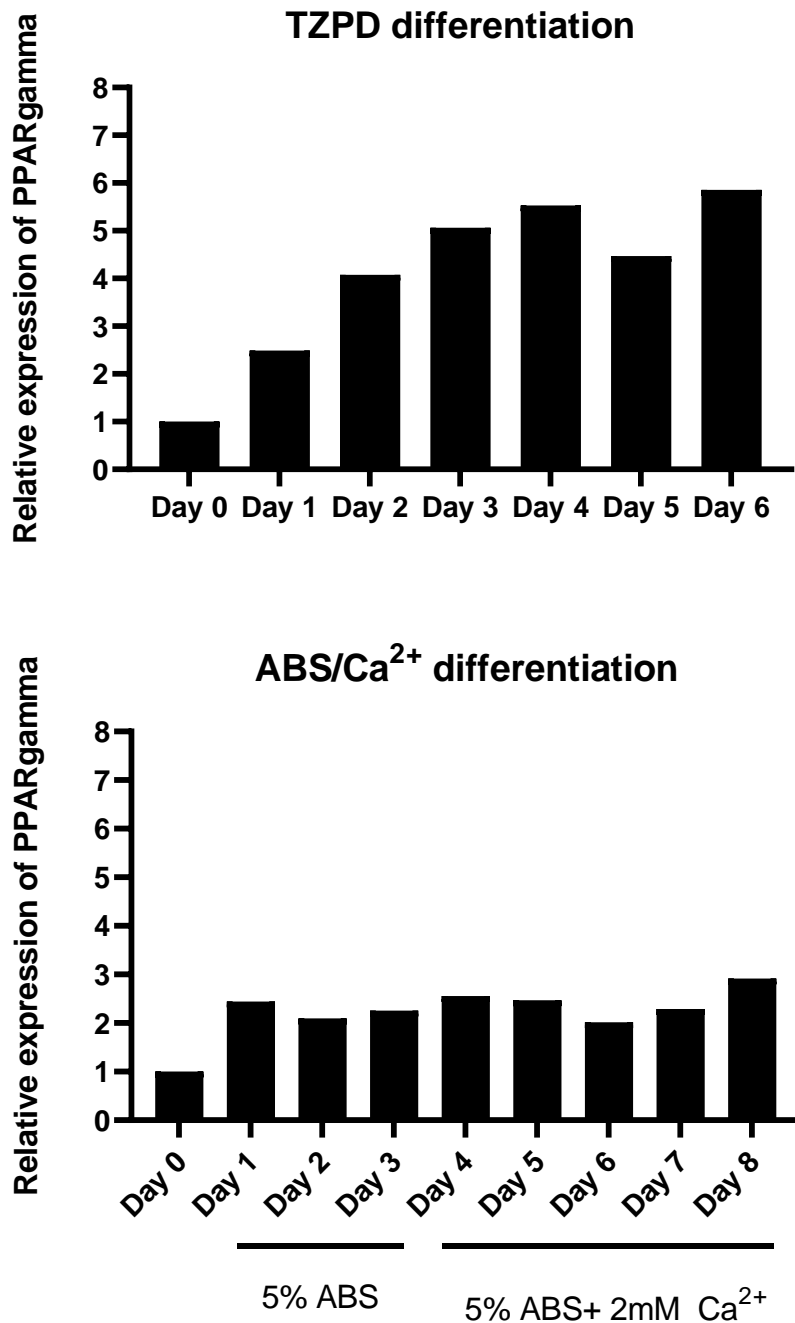 TZPD differentiation
Relative expression of PPARgamma
8
7
6
5
4
3
2
1
0
Day 0 Day 1 Day 2 Day 3 Day 4 Day 5 Day 6
ABS/Ca²⁺ differentiation
Relative expression of PPARgamma
8
7
6
5
4
3
2
1
0
Day 0 Day 1 Day 2 Day 3 Day 4 Day 5 Day 6 Day 7 Day 8
5% ABS
5% ABS+ 2mM Ca²⁺